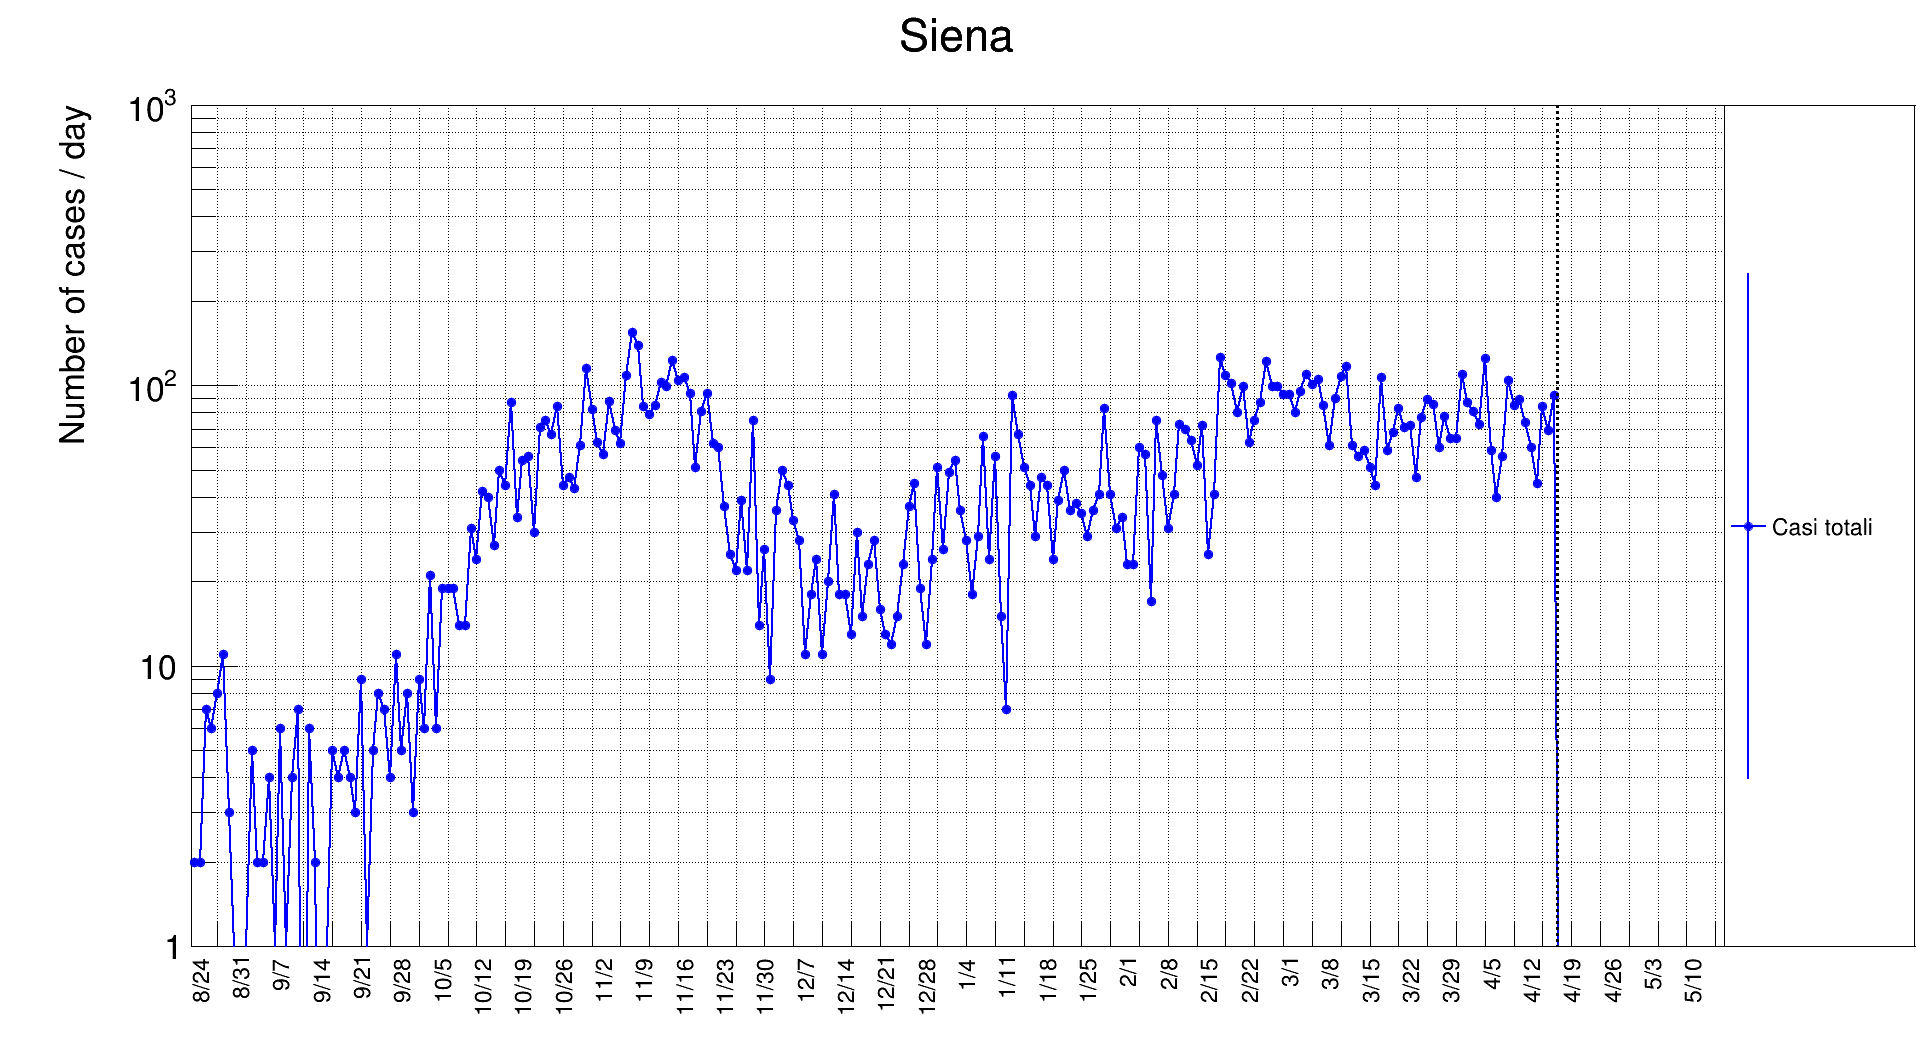 Siena
Number of cases / day
10³
10²
10
1
8/24 8/31 9/7 9/14 9/21 9/28 10/5 10/12 10/19 10/26 11/2 11/9 11/16 11/23 11/30 12/7 12/14 12/21 12/28 1/4 1/11 1/18 1/25 2/1 2/8 2/15 2/22 3/1 3/8 3/15 3/22 3/29 4/5 4/12 4/19 4/26 5/3 5/10
Casi totali